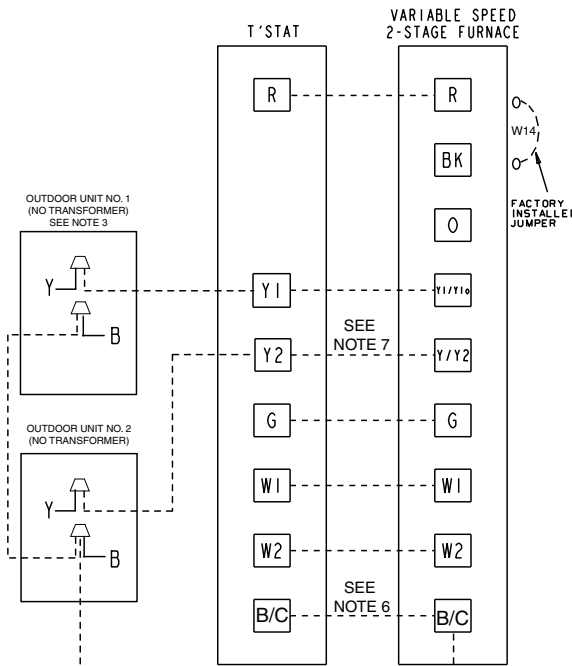 T'STAT
VARIABLE SPEED
2-STAGE FURNACE
R
R
W14
BK
FACTORY
INSTALLED
JUMPER
OUTDOOR UNIT NO. 1
(NO TRANSFORMER)
SEE NOTE 3
O
Y
Y1
Y1/Y1o
B
SEE
NOTE 7
Y2
Y/Y2
OUTDOOR UNIT NO. 2
(NO TRANSFORMER)
G
G
Y
W1
W1
B
W2
W2
SEE
NOTE 6
B/C
B/C